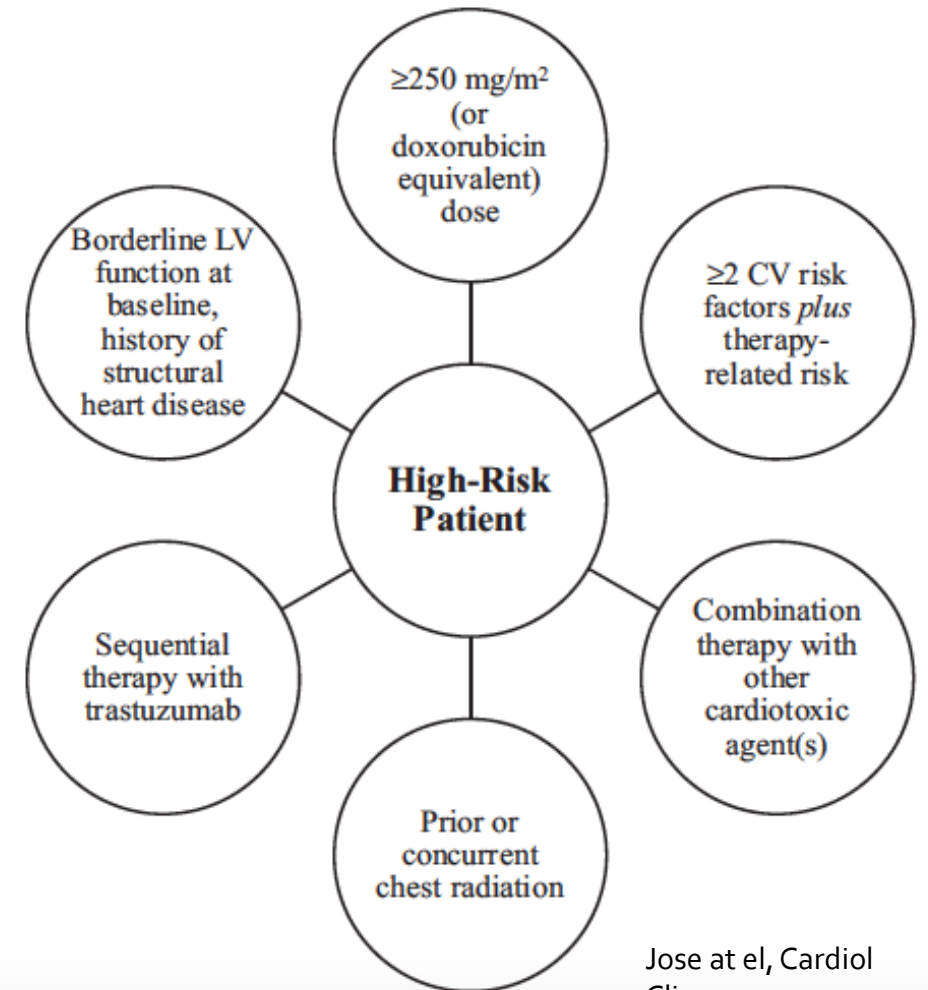 ≥250 mg/m²
(or
doxorubicin
equivalent)
dose
Borderline LV
function at
baseline,
history of
structural
heart disease
≥2 CV risk
factors plus
therapy-
related risk
High-Risk
Patient
Sequential
therapy with
trastuzumab
Combination
therapy with
other
cardiotoxic
agent(s)
Prior or
concurrent
chest radiation
Jose at el, Cardiol